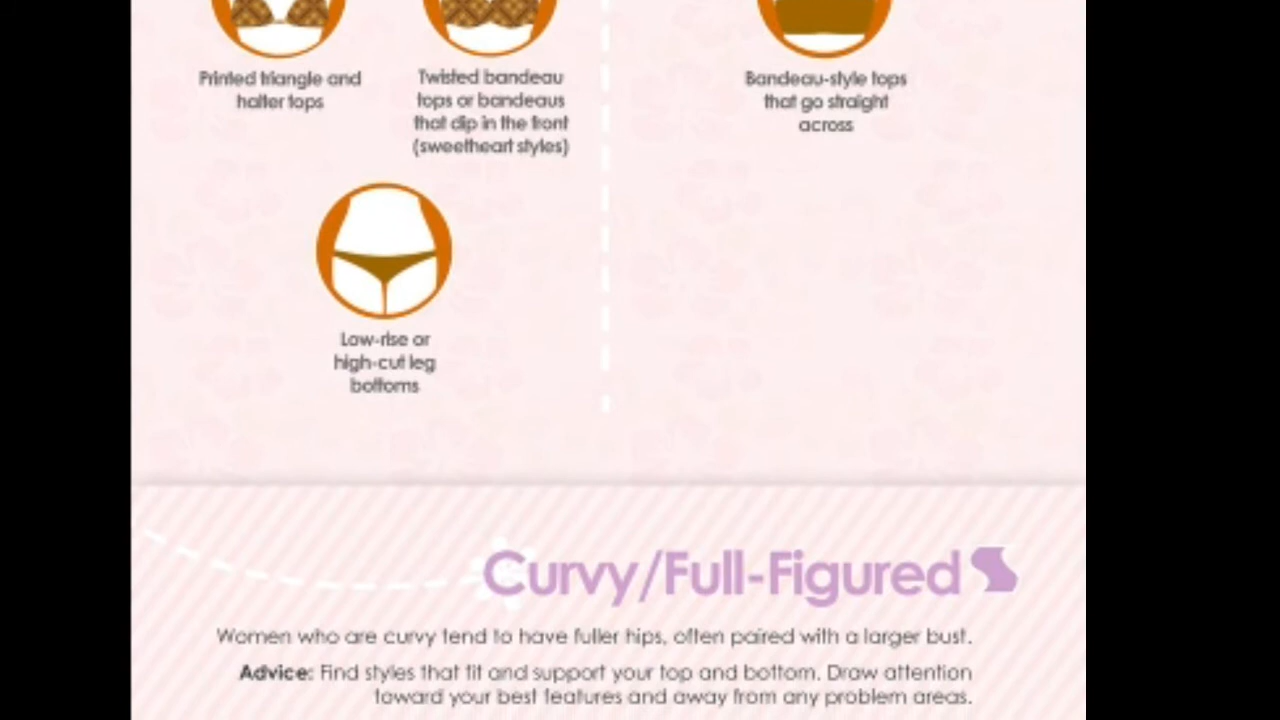 Printed triangle and
halter tops
Twisted bandeau
tops or bandeaus
that dip in the front
(sweetheart styles)
Bandeau-style tops
that go straight
across
Low-rise or
high-cut leg
bottoms
Curvy/Full-Figured
Women who are curvy tend to have fuller hips, often paired with a larger bust.
Advice: Find styles that fit and support your top and bottom. Draw attention
toward your best features and away from any problem areas.